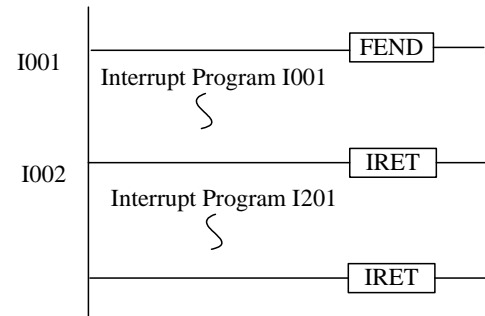 FEND
I001
Interrupt Program I001
IRET
I002
Interrupt Program I201
IRET